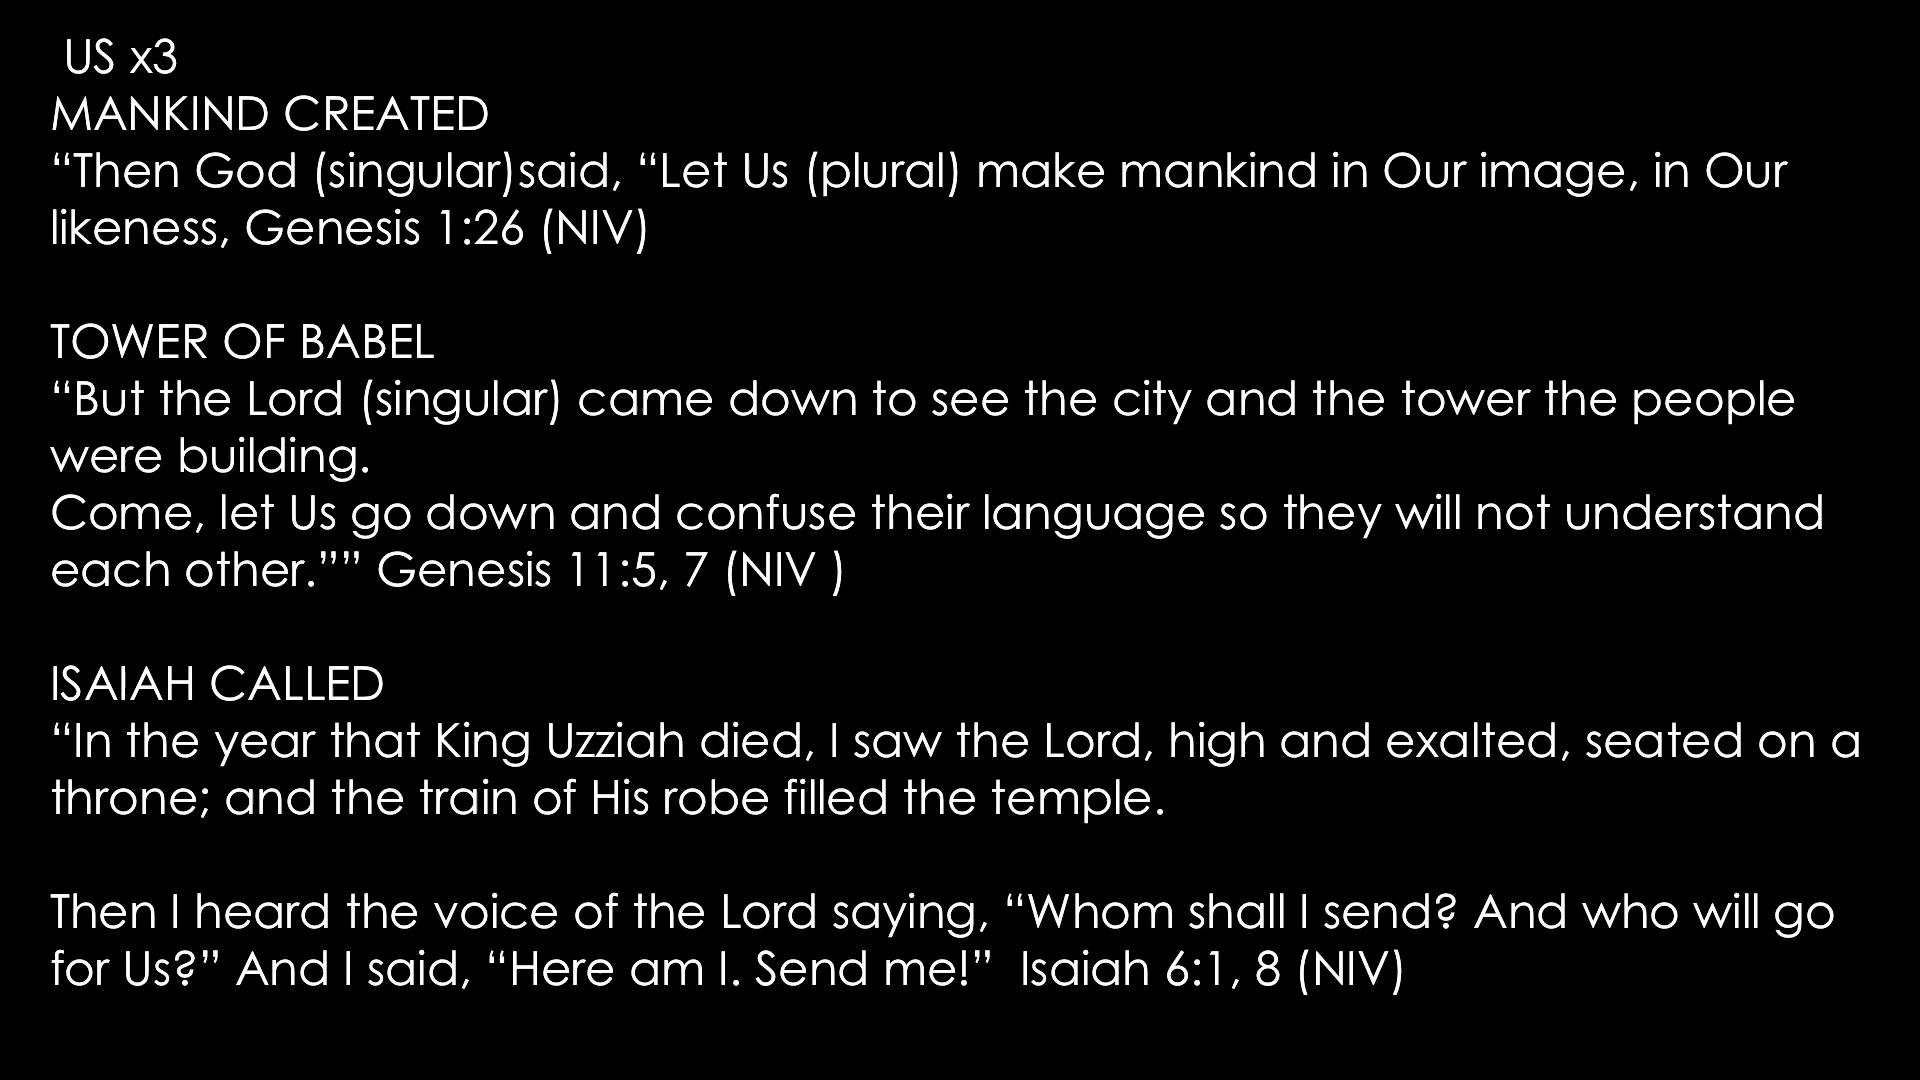 US x3
MANKIND CREATED
“Then God (singular)said, “Let Us (plural) make mankind in Our image, in Our
likeness, Genesis 1:26 (NIV)
TOWER OF BABEL
“But the Lord (singular) came down to see the city and the tower the people
were building.
Come, let Us go down and confuse their language so they will not understand
each other.”” Genesis 11:5, 7 (NIV )
ISAIAH CALLED
“In the year that King Uzziah died, I saw the Lord, high and exalted, seated on a
throne; and the train of His robe filled the temple.
Then I heard the voice of the Lord saying, “Whom shall I send? And who will go
for Us?” And I said, “Here am I. Send me!”  Isaiah 6:1, 8 (NIV)